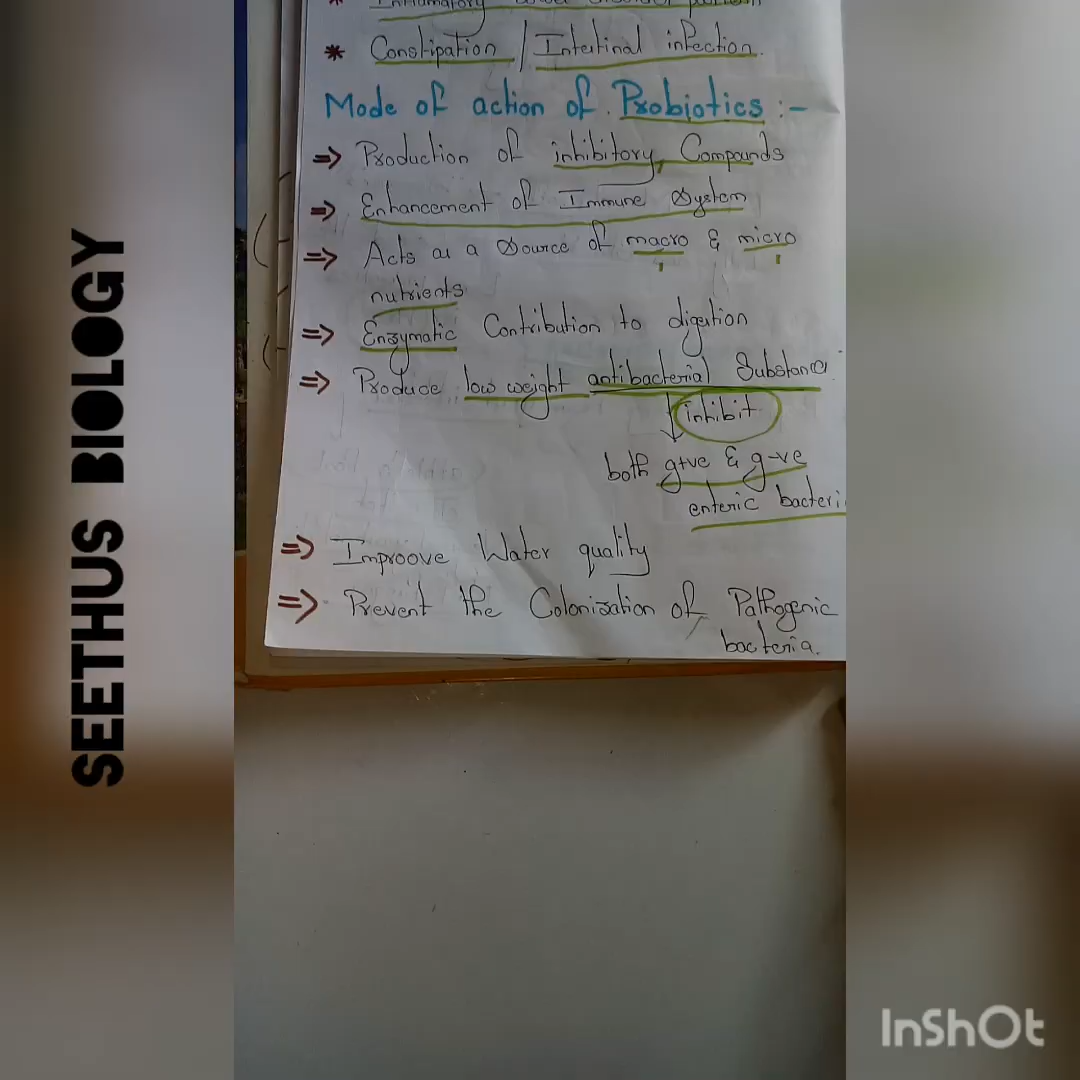 * Constipation / Intestinal infection.
Mode of action of Probiotics :-
=> Production of inhibitory Compounds
=> Enhancement of Immune System
=> Acts as a source of macro & micro
nutrients
=> Enzymatic Contribution to digestion
=> Produce low weight antibacterial Substance
inhibit
both g+ve & g-ve
enteric bacteri
=> Improove Water quality
=> Prevent the Colonization of Pathogenic
bacteria.
SEETHUS BIOLOGY
InShOt